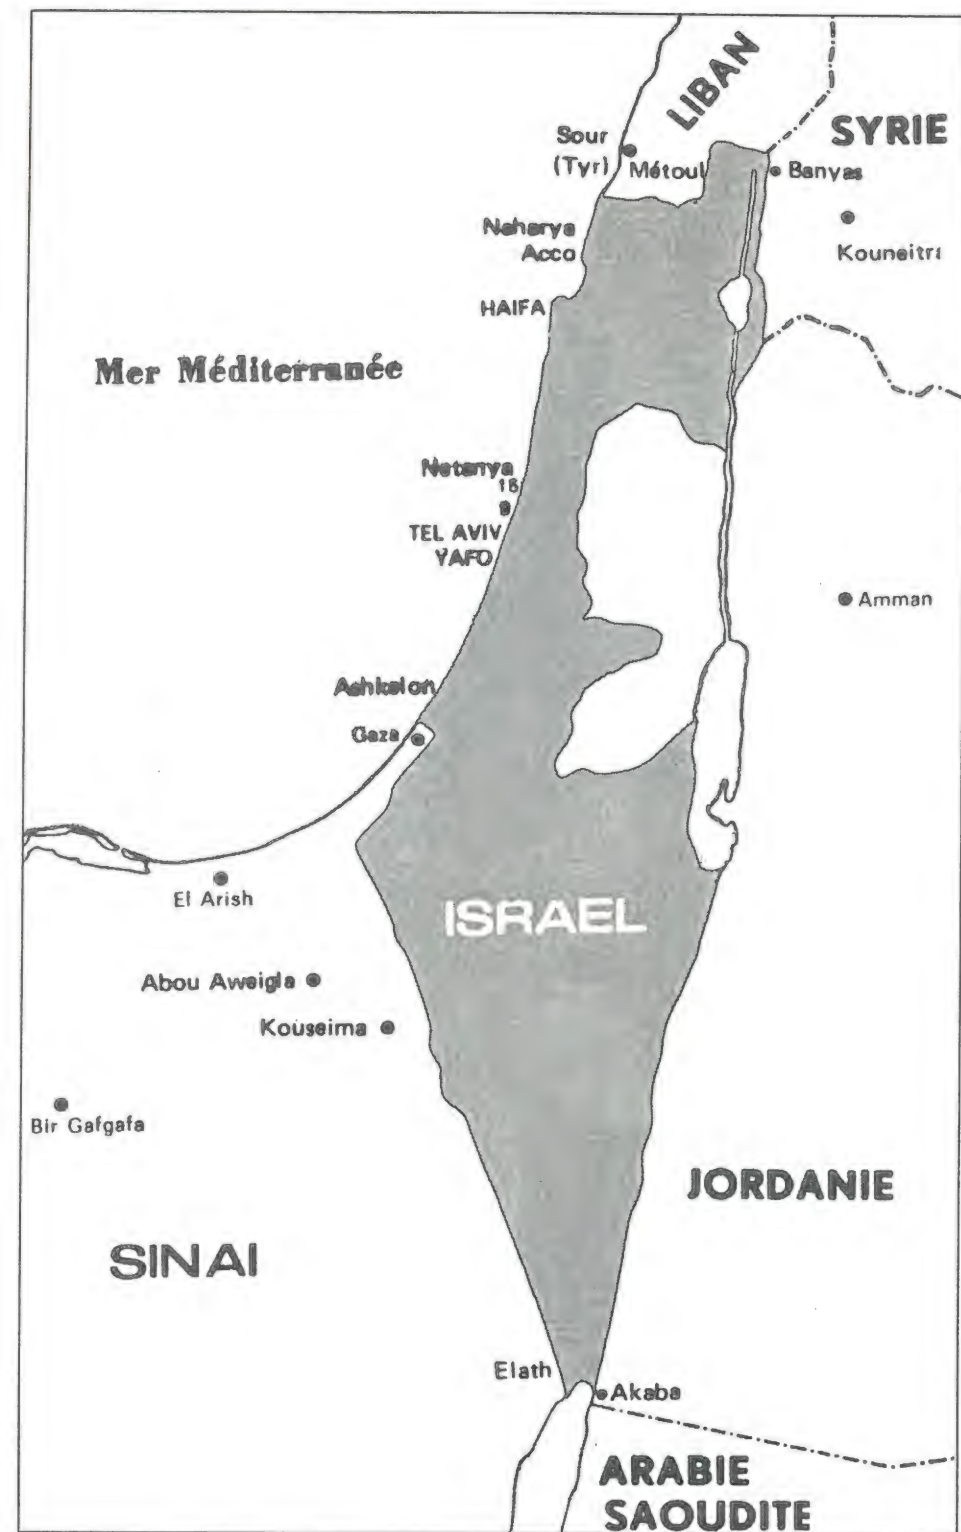 LIBAN
SYRIE
Sour
(Tyr)
Métoul
Banyas
Naharya
Acco
Kouneitr
HAIFA
Mer Méditerranée
Netanya
TEL AVIV
YAFO
Amman
Ashkelon
Gaza
El Arish
ISRAEL
Abou Aweigla
Kouseima
Bir Gafgafa
JORDANIE
SINAI
Elath
Akaba
ARABIE
SAOUDITE